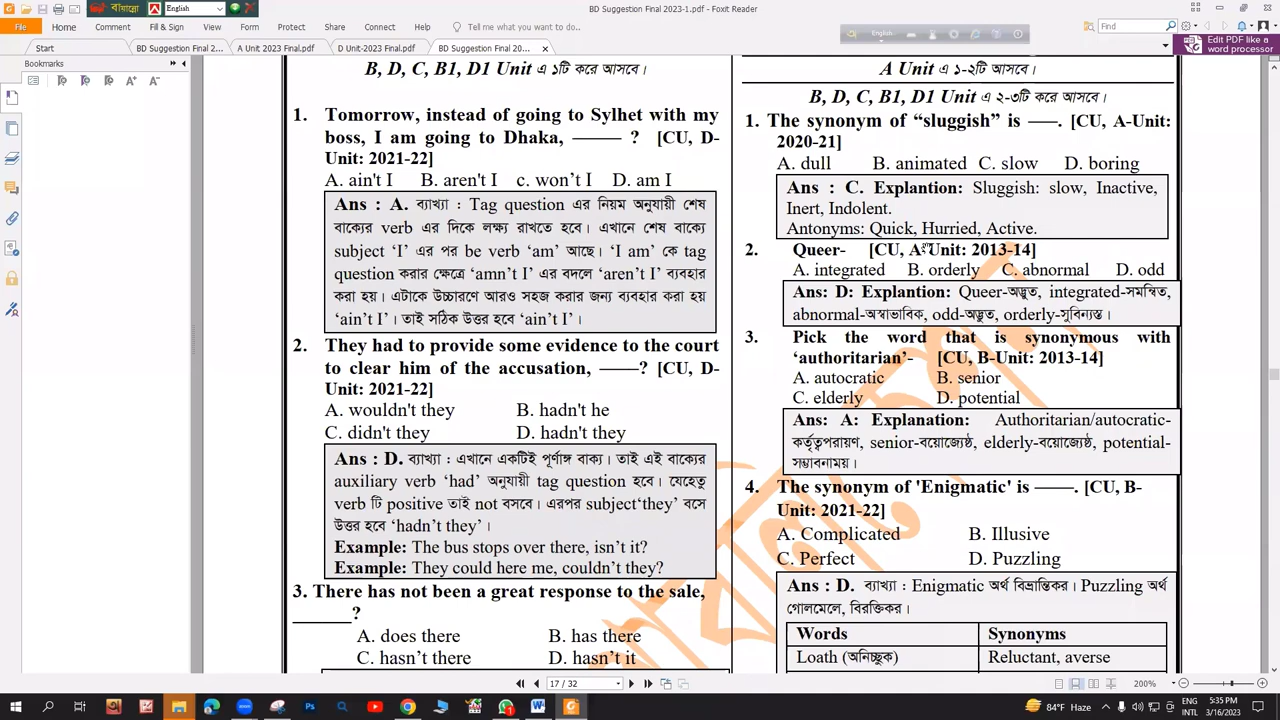 BD Suggestion Final 2023-1.pdf - Foxit Reader
English
File Home Comment Fill & Sign View Form Protect Share Help Tell me what you want to do... Find
English
Edit PDF like a
word processor
Start BD Suggestion Final 2... A Unit 2023 Final.pdf D Unit-2023 Final.pdf BD Suggestion Final 20...
Bookmarks
B, D, C, B1, D1 Unit এ ১টি করে আসবে।
1. Tomorrow, instead of going to Sylhet with my
boss, I am going to Dhaka, —— ? [CU, D-
Unit: 2021-22]
A. ain't I B. aren't I c. won’t I D. am I
Ans : A. ব্যাখ্যা : Tag question এর নিয়ম অনুযায়ী শেষ
বাক্যের verb এর দিকে লক্ষ্য রাখতে হবে। এখানে শেষ বাক্যে
subject ‘I’ এর পর be verb ‘am’ আছে। ‘I am’ কে tag
question করার ক্ষেত্রে ‘amn’t I’ এর বদলে ‘aren’t I’ ব্যবহার
করা হয়। এটাকে উচ্চারণে আরও সহজ করার জন্য ব্যবহার করা হয়
‘ain’t I’। তাই সঠিক উত্তর হবে ‘ain’t I’।
2. They had to provide some evidence to the court
to clear him of the accusation, ——? [CU, D-
Unit: 2021-22]
A. wouldn't they B. hadn't he
C. didn't they D. hadn't they
Ans : D. ব্যাখ্যা : এখানে একটিই পূর্ণাঙ্গ বাক্য। তাই এই বাক্যের
auxiliary verb ‘had’ অনুযায়ী tag question হবে। যেহেতু
verb টি positive তাই not বসবে। এরপর subject‘they’ বসে
উত্তর হবে ‘hadn’t they’।
Example: The bus stops over there, isn’t it?
Example: They could here me, couldn’t they?
3. There has not been a great response to the sale,
______?
A. does there B. has there
C. hasn’t there D. hasn’t it
A Unit এ ১-২টি আসবে।
B, D, C, B1, D1 Unit এ ২-৩টি করে আসবে।
1. The synonym of “sluggish” is ——. [CU, A-Unit:
2020-21]
A. dull B. animated C. slow D. boring
Ans : C. Explantion: Sluggish: slow, Inactive,
Inert, Indolent.
Antonyms: Quick, Hurried, Active.
2. Queer- [CU, A-Unit: 2013-14]
A. integrated B. orderly C. abnormal D. odd
Ans: D: Explantion: Queer-অদ্ভুত, integrated-সমন্বিত,
abnormal-অস্বাভাবিক, odd-অদ্ভুত, orderly-সুবিন্যস্ত।
3. Pick the word that is synonymous with
‘authoritarian’- [CU, B-Unit: 2013-14]
A. autocratic B. senior
C. elderly D. potential
Ans: A: Explanation: Authoritarian/autocratic-
কর্তৃত্বপরায়ণ, senior-বয়োজ্যেষ্ঠ, elderly-বয়োজ্যেষ্ঠ, potential-
সম্ভাবনাময়।
4. The synonym of 'Enigmatic' is ——. [CU, B-
Unit: 2021-22]
A. Complicated B. Illusive
C. Perfect D. Puzzling
Ans : D. ব্যাখ্যা : Enigmatic অর্থ বিভ্রান্তিকর। Puzzling অর্থ
গোলমেলে, বিরক্তিকর।
Words Synonyms
Loath (অনিচ্ছুক) Reluctant, averse
17 / 32 200%
84°F Haze ENG INTL 5:35 PM 3/16/2023